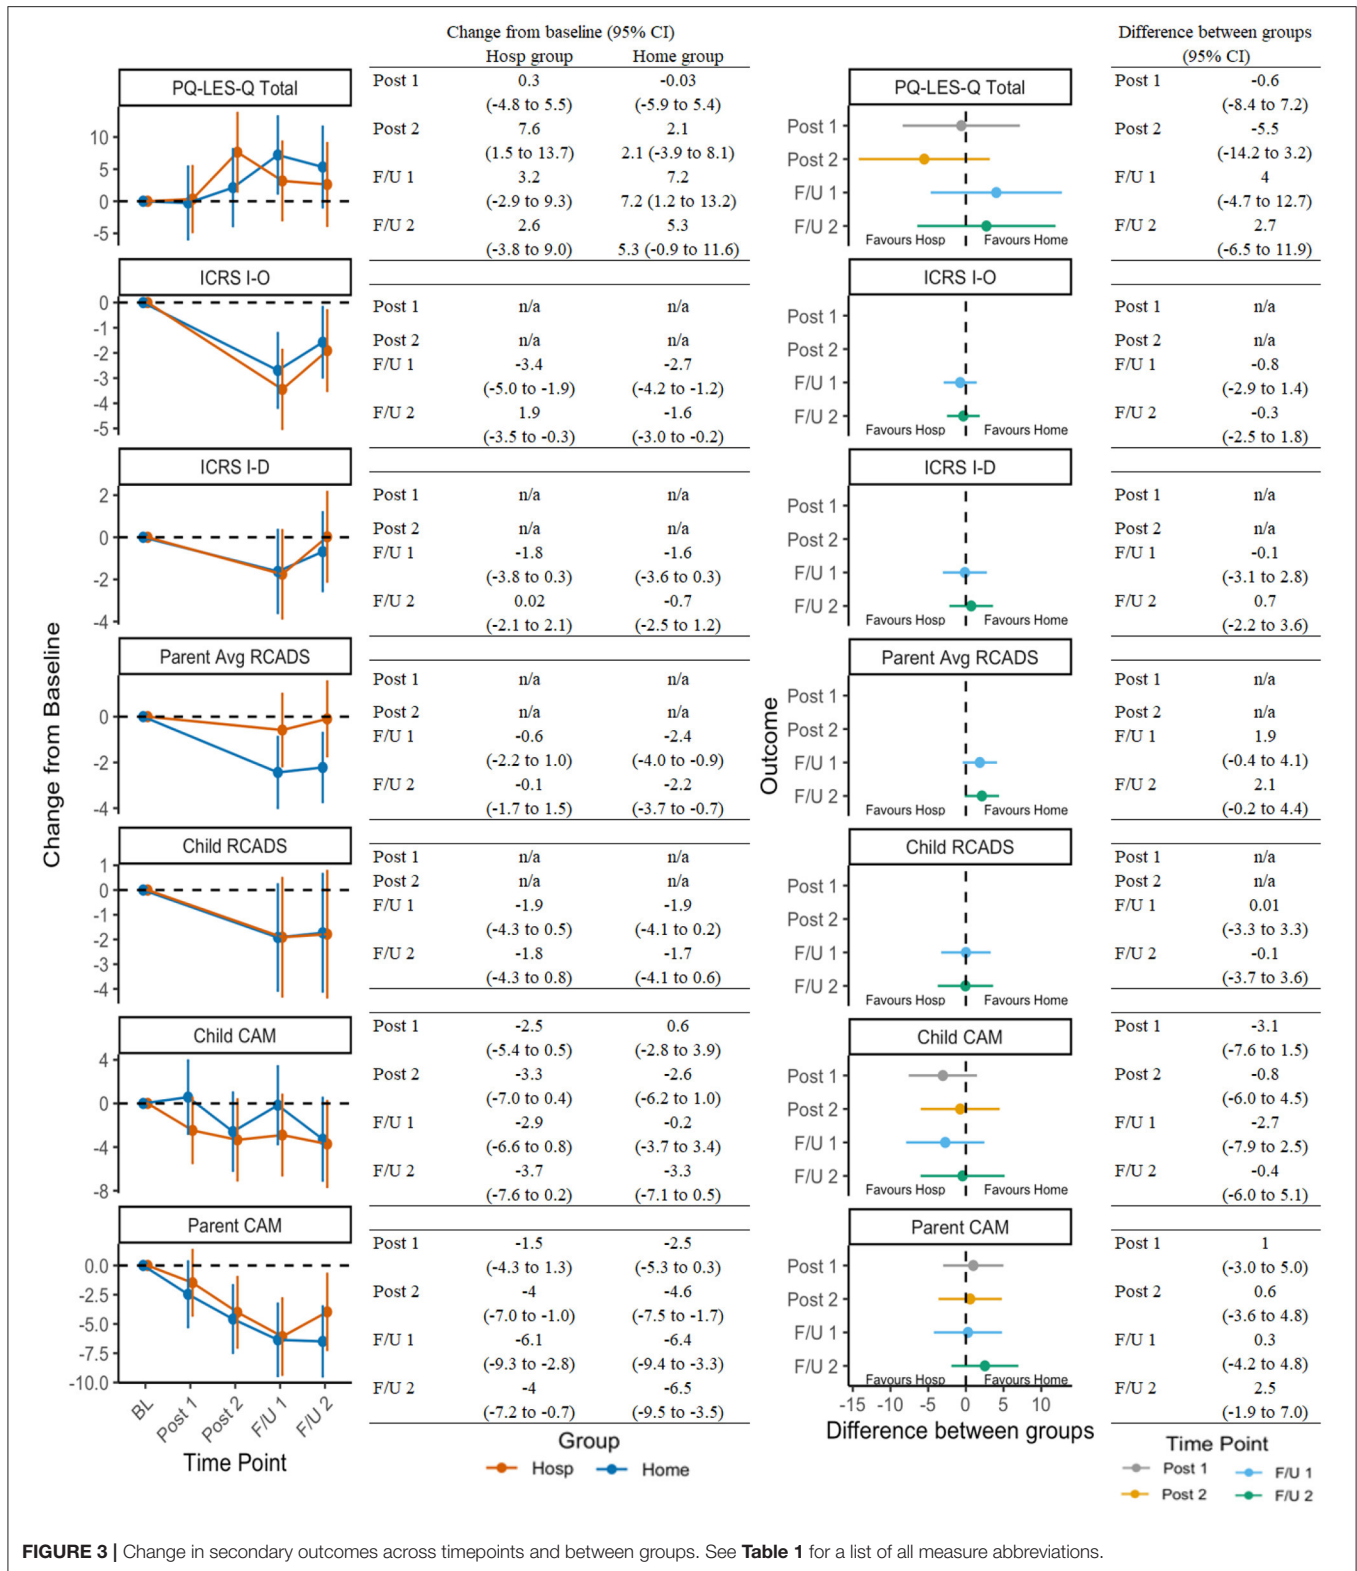 Change from baseline (95% CI)
Hosp group Home group
Difference between groups
(95% CI)
PQ-LES-Q Total
10
5
0
-5
Post 1 0.3 -0.03
(-4.8 to 5.5) (-5.9 to 5.4)
Post 2 7.6 2.1
(1.5 to 13.7) 2.1 (-3.9 to 8.1)
F/U 1 3.2 7.2
(-2.9 to 9.3) 7.2 (1.2 to 13.2)
F/U 2 2.6 5.3
(-3.8 to 9.0) 5.3 (-0.9 to 11.6)
PQ-LES-Q Total
Post 1
Post 2
F/U 1
F/U 2
Favours Hosp Favours Home
Post 1 -0.6
(-8.4 to 7.2)
Post 2 -5.5
(-14.2 to 3.2)
F/U 1 4
(-4.7 to 12.7)
F/U 2 2.7
(-6.5 to 11.9)
ICRS I-O
0
-1
-2
-3
-4
-5
Post 1 n/a n/a
Post 2 n/a n/a
F/U 1 -3.4 -2.7
(-5.0 to -1.9) (-4.2 to -1.2)
F/U 2 1.9 -1.6
(-3.5 to -0.3) (-3.0 to -0.2)
ICRS I-O
Post 1
Post 2
F/U 1
F/U 2
Favours Hosp Favours Home
Post 1 n/a
Post 2 n/a
F/U 1 -0.8
(-2.9 to 1.4)
F/U 2 -0.3
(-2.5 to 1.8)
ICRS I-D
2
0
-2
-4
Post 1 n/a n/a
Post 2 n/a n/a
F/U 1 -1.8 -1.6
(-3.8 to 0.3) (-3.6 to 0.3)
F/U 2 0.02 -0.7
(-2.1 to 2.1) (-2.5 to 1.2)
ICRS I-D
Post 1
Post 2
F/U 1
F/U 2
Favours Hosp Favours Home
Post 1 n/a
Post 2 n/a
F/U 1 -0.1
(-3.1 to 2.8)
F/U 2 0.7
(-2.2 to 3.6)
Change from Baseline
Parent Avg RCADS
0
-2
-4
Post 1 n/a n/a
Post 2 n/a n/a
F/U 1 -0.6 -2.4
(-2.2 to 1.0) (-4.0 to -0.9)
F/U 2 -0.1 -2.2
(-1.7 to 1.5) (-3.7 to -0.7)
Outcome
Parent Avg RCADS
Post 1
Post 2
F/U 1
F/U 2
Favours Hosp Favours Home
Post 1 n/a
Post 2 n/a
F/U 1 1.9
(-0.4 to 4.1)
F/U 2 2.1
(-0.2 to 4.4)
Child RCADS
1
0
-1
-2
-3
-4
Post 1 n/a n/a
Post 2 n/a n/a
F/U 1 -1.9 -1.9
(-4.3 to 0.5) (-4.1 to 0.2)
F/U 2 -1.8 -1.7
(-4.3 to 0.8) (-4.1 to 0.6)
Child RCADS
Post 1
Post 2
F/U 1
F/U 2
Favours Hosp Favours Home
Post 1 n/a
Post 2 n/a
F/U 1 0.01
(-3.3 to 3.3)
F/U 2 -0.1
(-3.7 to 3.6)
Child CAM
4
0
-4
-8
Post 1 -2.5 0.6
(-5.4 to 0.5) (-2.8 to 3.9)
Post 2 -3.3 -2.6
(-7.0 to 0.4) (-6.2 to 1.0)
F/U 1 -2.9 -0.2
(-6.6 to 0.8) (-3.7 to 3.4)
F/U 2 -3.7 -3.3
(-7.6 to 0.2) (-7.1 to 0.5)
Child CAM
Post 1
Post 2
F/U 1
F/U 2
Favours Hosp Favours Home
Post 1 -3.1
(-7.6 to 1.5)
Post 2 -0.8
(-6.0 to 4.5)
F/U 1 -2.7
(-7.9 to 2.5)
F/U 2 -0.4
(-6.0 to 5.1)
Parent CAM
0.0
-2.5
-5.0
-7.5
-10.0
BL Post 1 Post 2 F/U 1 F/U 2
Time Point
Post 1 -1.5 -2.5
(-4.3 to 1.3) (-5.3 to 0.3)
Post 2 -4 -4.6
(-7.0 to -1.0) (-7.5 to -1.7)
F/U 1 -6.1 -6.4
(-9.3 to -2.8) (-9.4 to -3.3)
F/U 2 -4 -6.5
(-7.2 to -0.7) (-9.5 to -3.5)
Group
Hosp Home
Parent CAM
Post 1
Post 2
F/U 1
F/U 2
Favours Hosp Favours Home
-15 -10 -5 0 5 10
Difference between groups
Post 1 1
(-3.0 to 5.0)
Post 2 0.6
(-3.6 to 4.8)
F/U 1 0.3
(-4.2 to 4.8)
F/U 2 2.5
(-1.9 to 7.0)
Time Point
Post 1 F/U 1
Post 2 F/U 2
FIGURE 3 | Change in secondary outcomes across timepoints and between groups. See Table 1 for a list of all measure abbreviations.